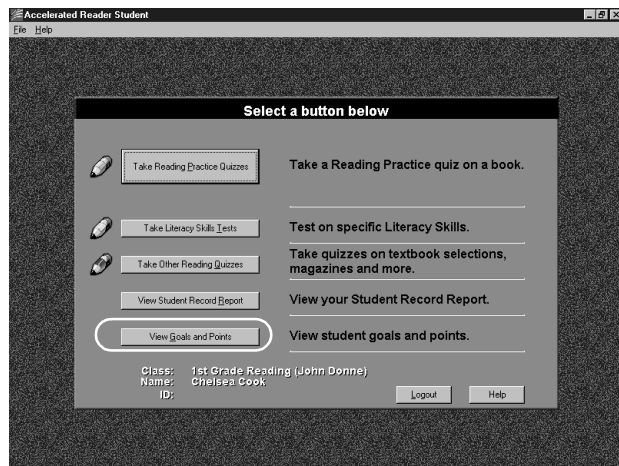 Accelerated Reader Student
File Help
Select a button below
Take Reading Practice Quizzes
Take a Reading Practice quiz on a book.
Take Literacy Skills Tests
Test on specific Literacy Skills.
Take Other Reading Quizzes
Take quizzes on textbook selections,
magazines and more.
View Student Record Report
View your Student Record Report.
View Goals and Points
View student goals and points.
Class: 1st Grade Reading (John Donne)
Name: Chelsea Cook
ID:
Logout Help